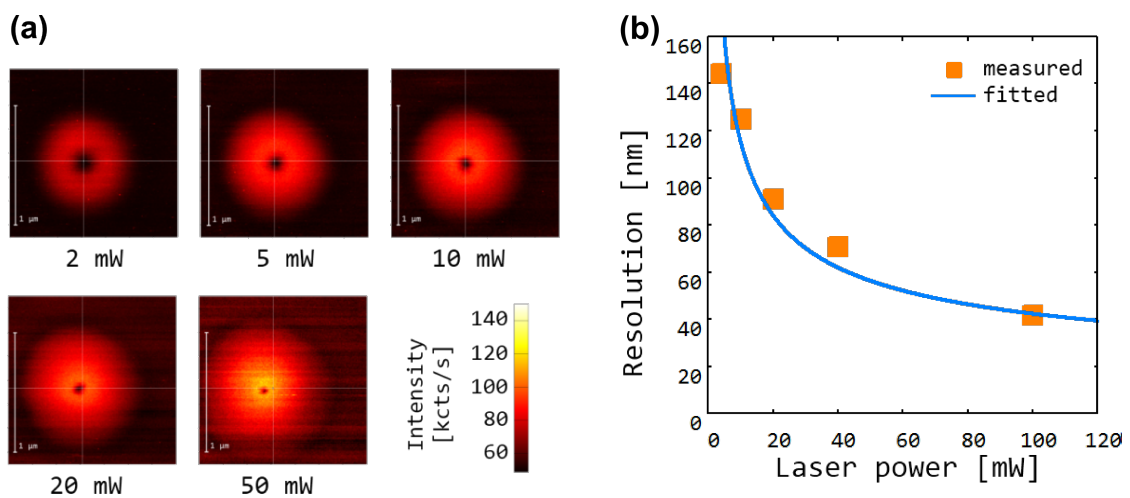 (a)
1 μm
2 mW
1 μm
5 mW
1 μm
10 mW
1 μm
20 mW
1 μm
50 mW
Intensity
[kcts/s]
140
120
100
80
60
(b)
160
140
120
100
80
60
40
20
0
Resolution [nm]
measured
fitted
0 20 40 60 80 100 120
Laser power [mW]